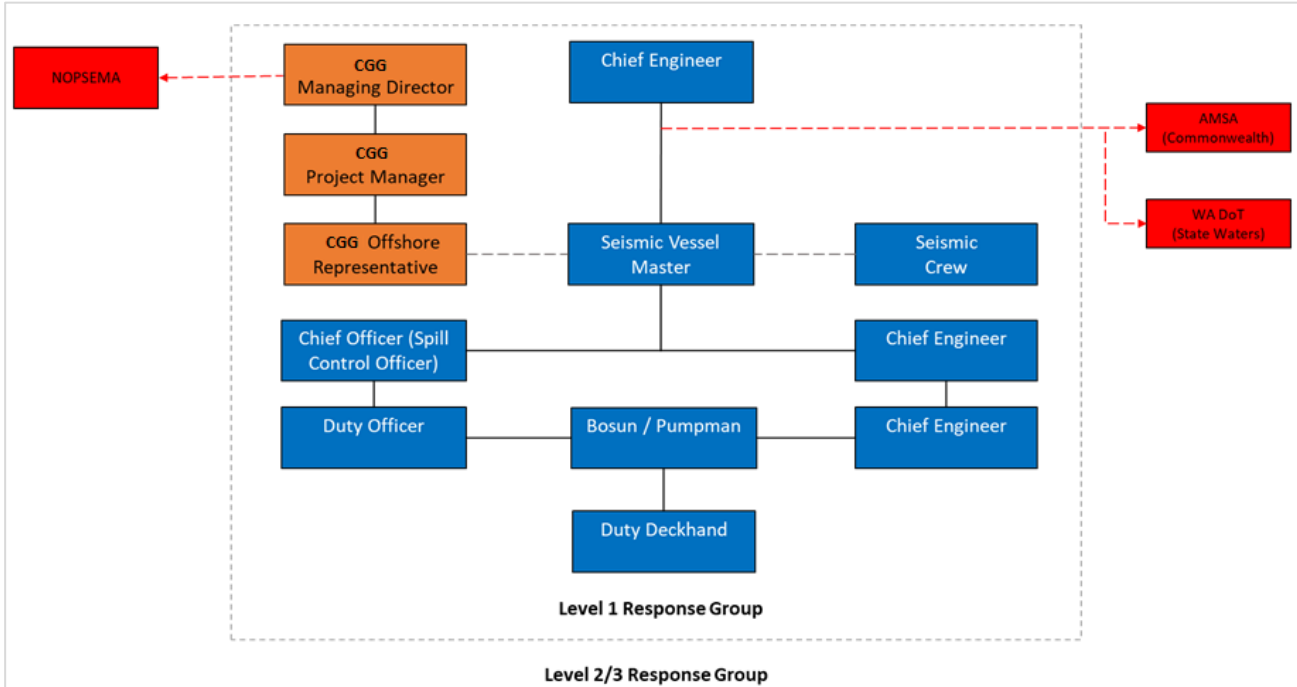 NOPSEMA
CGG
Managing Director
Chief Engineer
AMSA
(Commonwealth)
CGG
Project Manager
WA DoT
(State Waters)
CGG Offshore
Representative
Seismic Vessel
Master
Seismic
Crew
Chief Officer (Spill
Control Officer)
Chief Engineer
Duty Officer
Bosun / Pumpman
Chief Engineer
Duty Deckhand
Level 1 Response Group
Level 2/3 Response Group